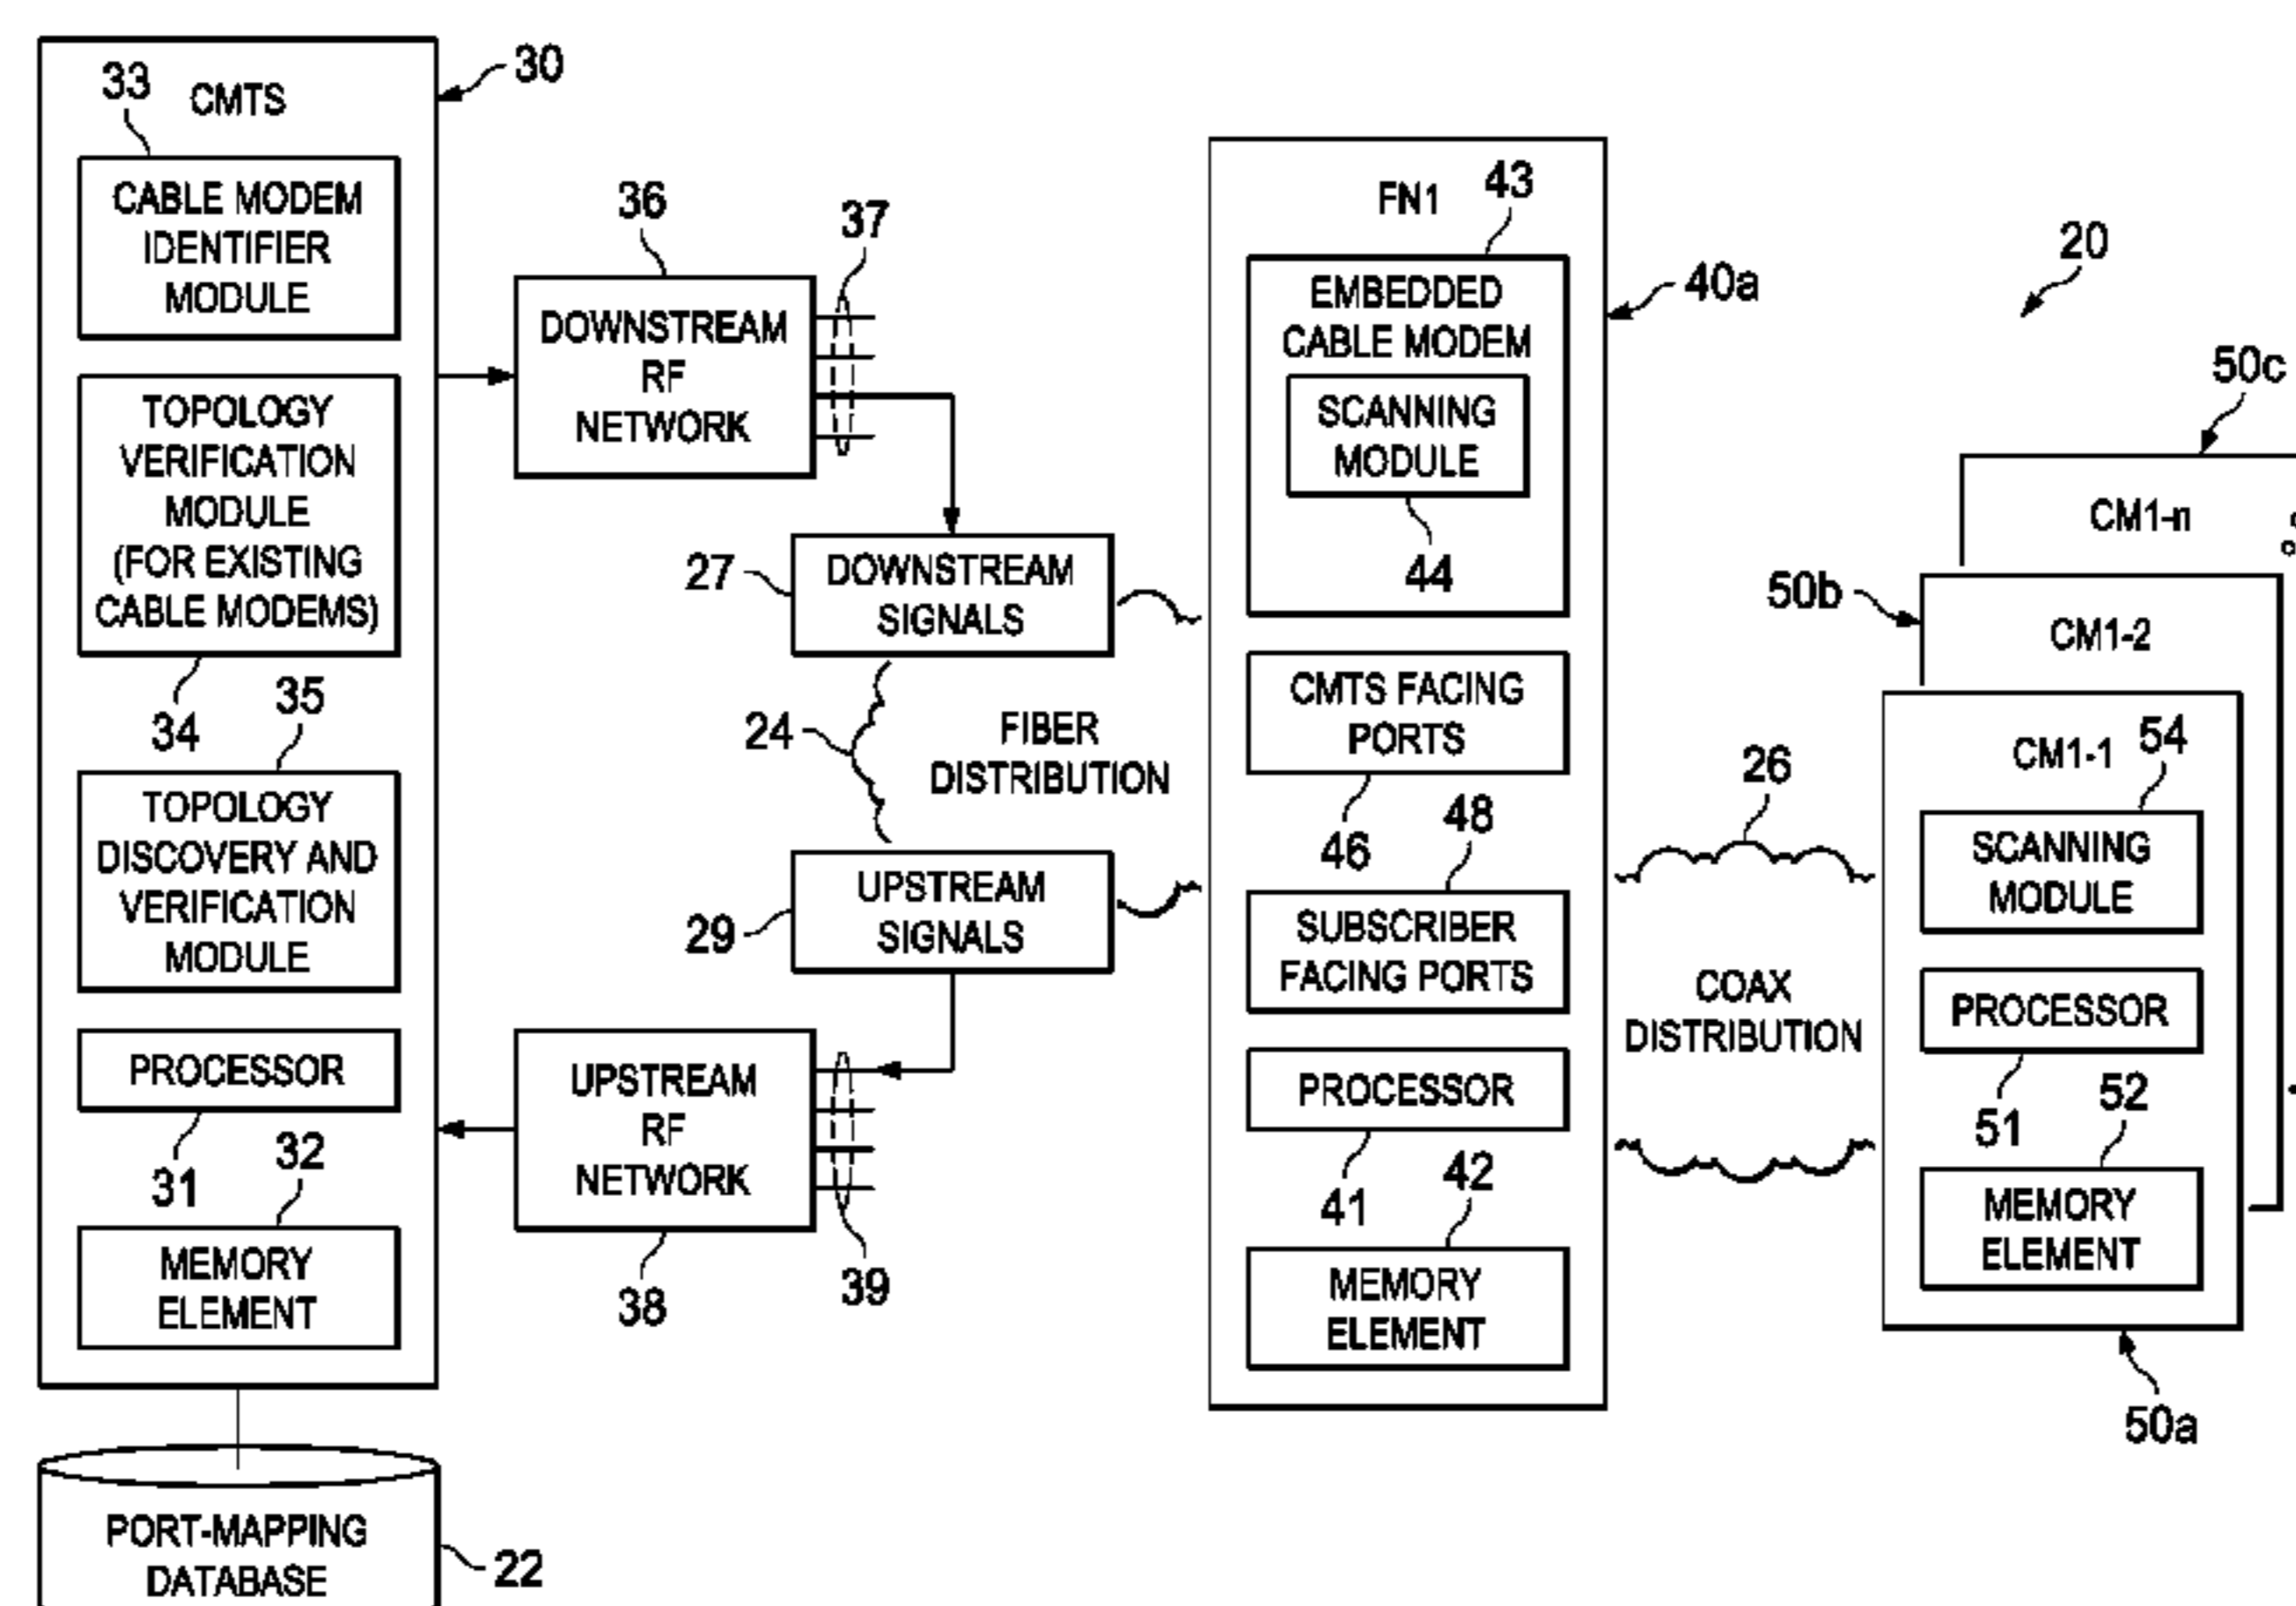 30
33
CMTS
CABLE MODEM
IDENTIFIER
MODULE
TOPOLOGY
VERIFICATION
MODULE
(FOR EXISTING
CABLE MODEMS)
34
35
TOPOLOGY
DISCOVERY AND
VERIFICATION
MODULE
PROCESSOR
31
32
MEMORY
ELEMENT
PORT-MAPPING
DATABASE
22
36
37
DOWNSTREAM
RF
NETWORK
27
DOWNSTREAM
SIGNALS
24
FIBER
DISTRIBUTION
29
UPSTREAM
SIGNALS
UPSTREAM
RF
NETWORK
38
39
FN1
43
40a
EMBEDDED
CABLE MODEM
SCANNING
MODULE
44
CMTS FACING
PORTS
46
48
SUBSCRIBER
FACING PORTS
PROCESSOR
41
42
MEMORY
ELEMENT
26
COAX
DISTRIBUTION
20
50c
CM1-n
50b
CM1-2
CM1-1
54
SCANNING
MODULE
PROCESSOR
51
52
MEMORY
ELEMENT
50a